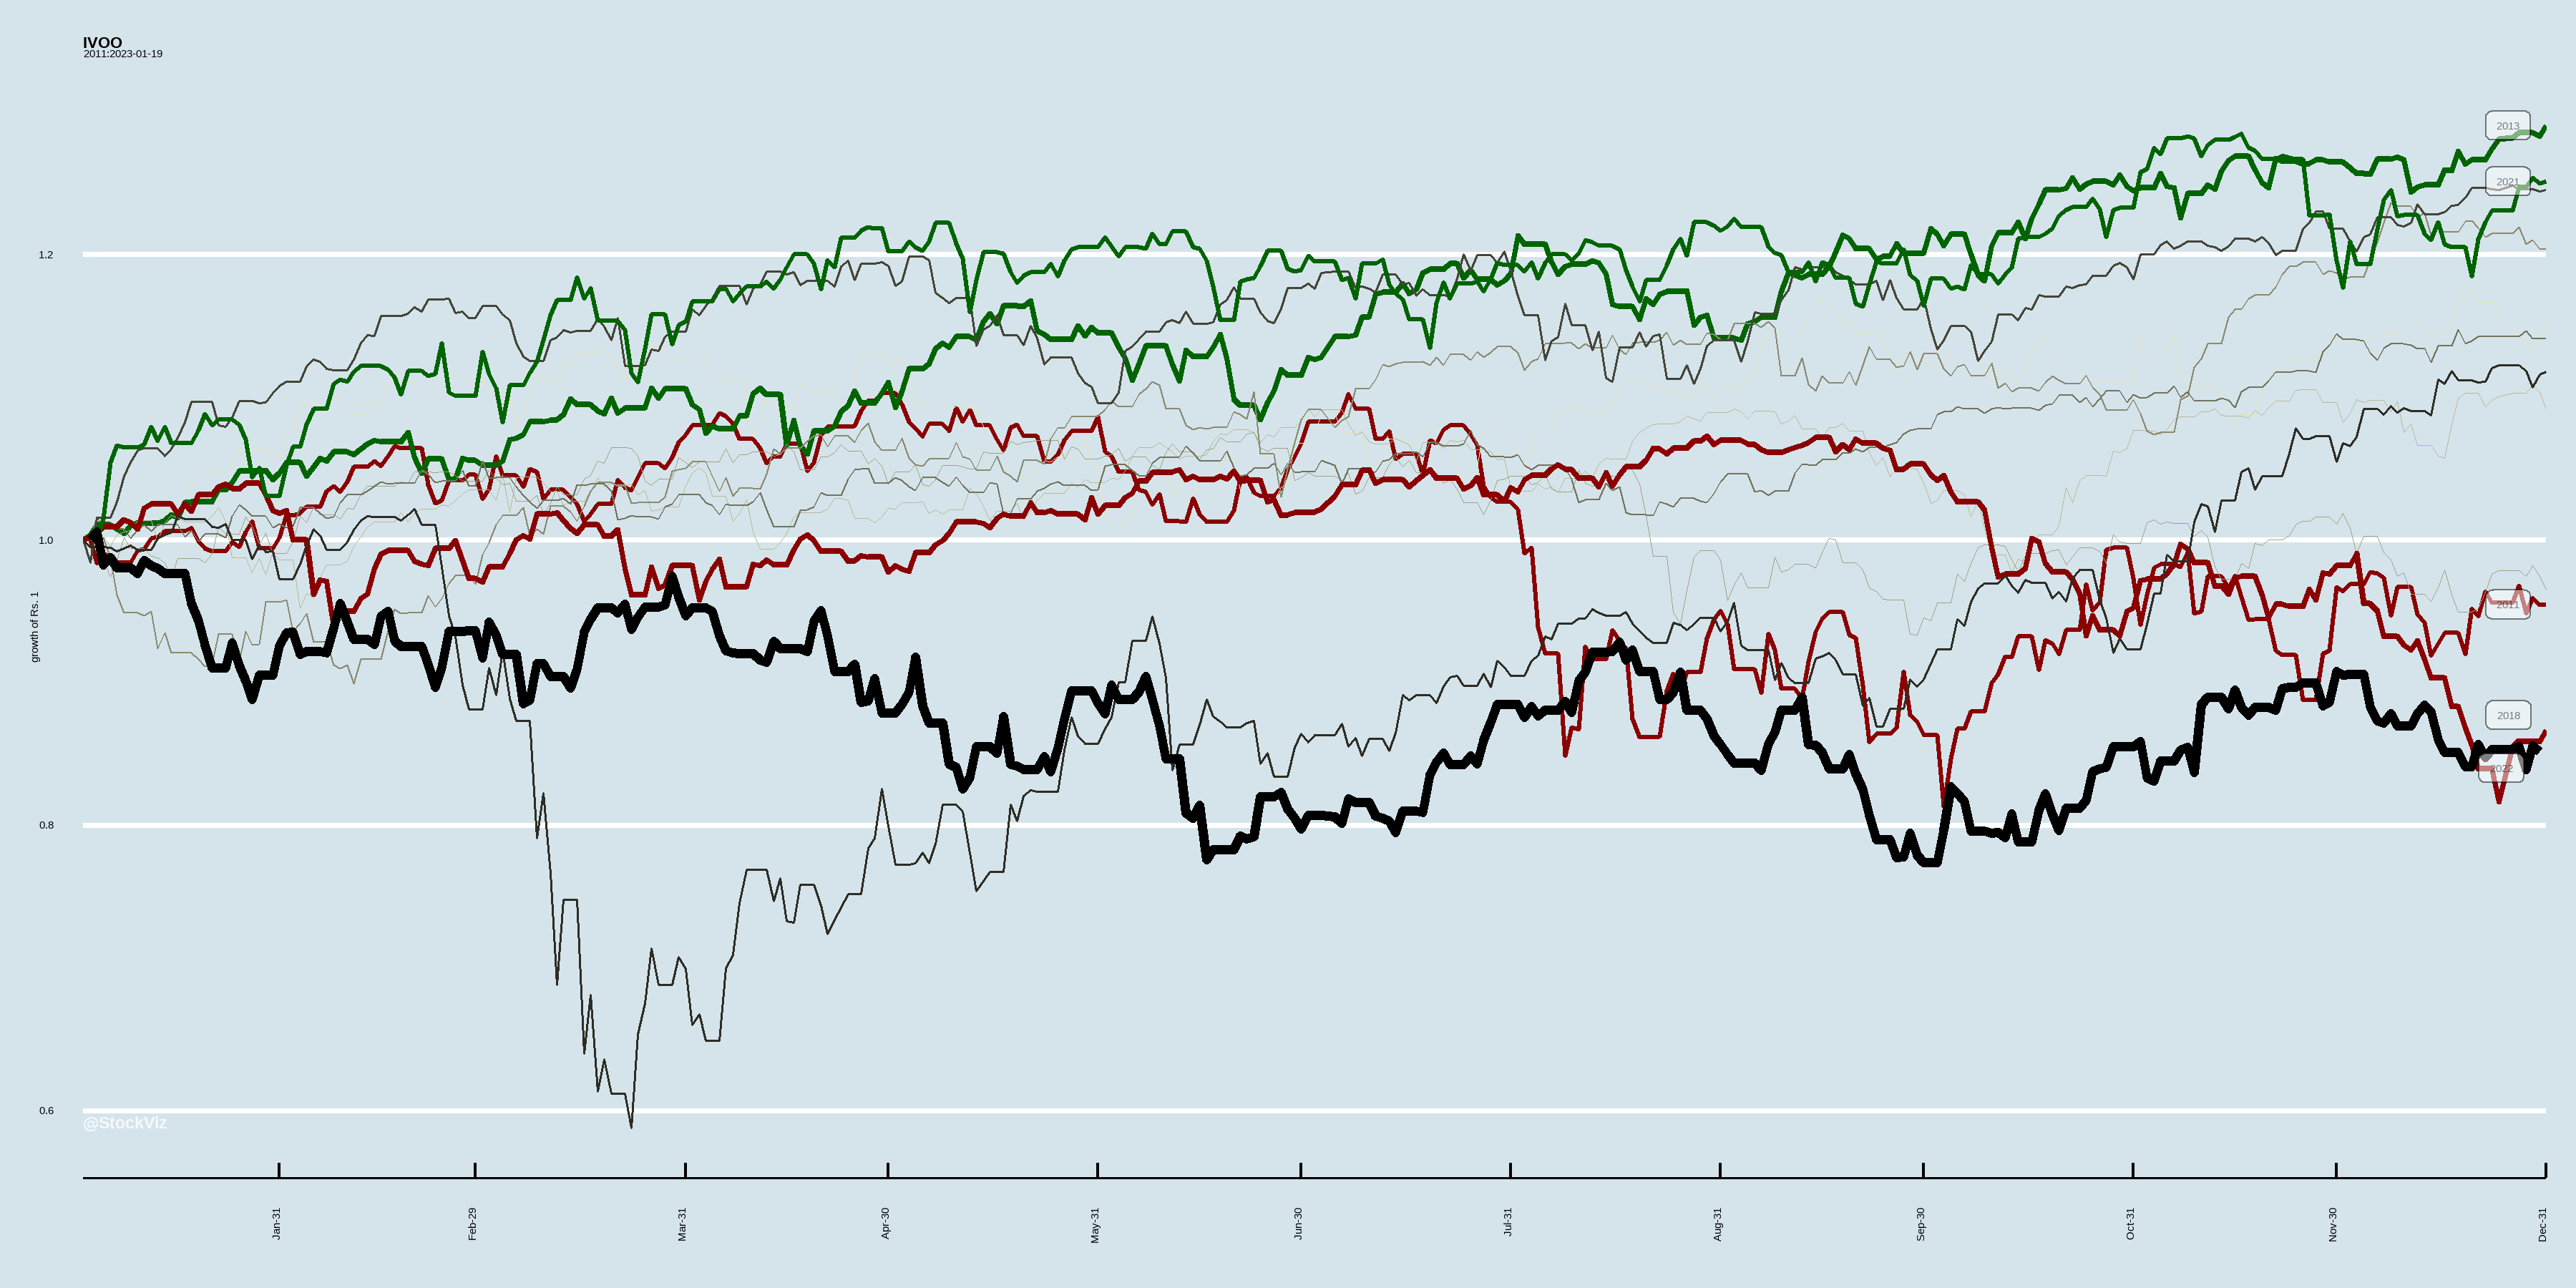 IVOO
2011:2023-01-19
2013
2021
1.2
1.0
growth of Rs. 1
2011
2018
2022
0.8
0.6
@StockViz
Jan-31
Feb-29
Mar-31
Apr-30
May-31
Jun-30
Jul-31
Aug-31
Sep-30
Oct-31
Nov-30
Dec-31